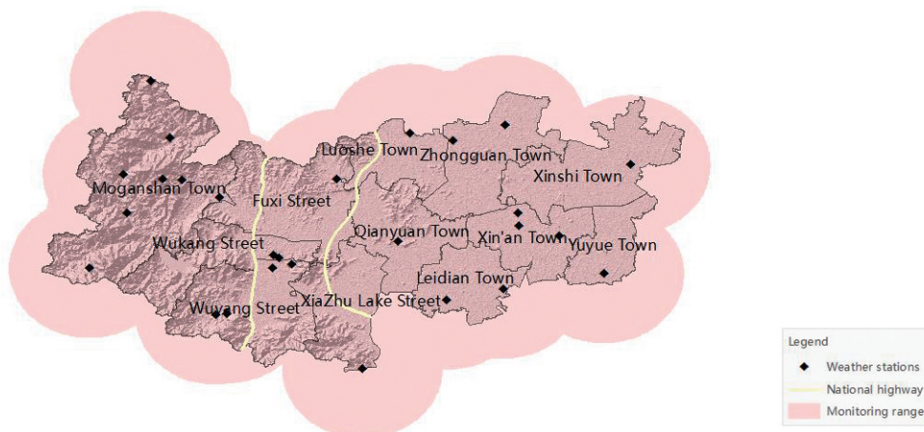 Luoshe Town
Zhongguan Town
Xinshi Town
Moganshan Town
Fuxi Street
Qianyuan Town
Xin'an Town
Yuyue Town
Wukang Street
Leidian Town
Wuyang Street
XiaZhu Lake Street
Legend
Weather stations
National highway
Monitoring range